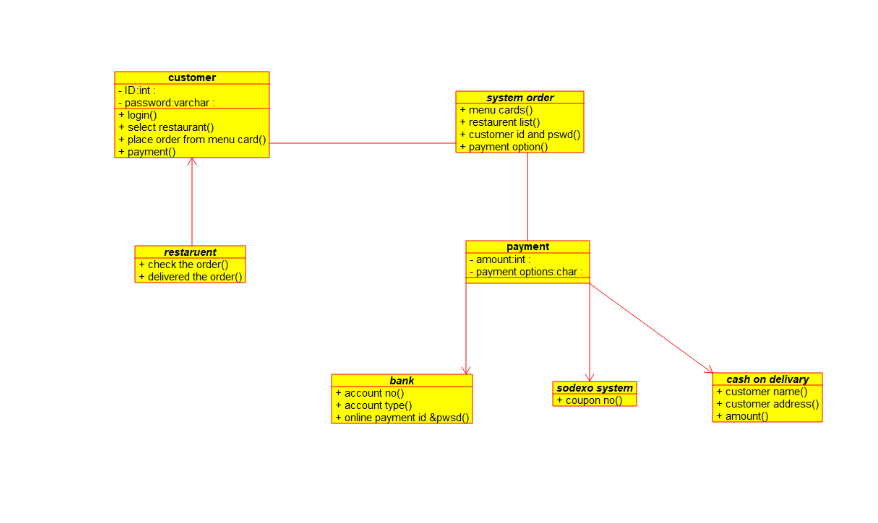 customer
- ID:int :
- password:varchar :
+ login()
+ select restaurant()
+ place order from menu card()
+ payment()
system order
+ menu cards()
+ restaurent list()
+ customer id and pswd()
+ payment option()
restaruent
+ check the order()
+ delivered the order()
payment
- amount:int :
- payment options:char :
bank
+ account no()
+ account type()
+ online payment id &pwsd()
sodexo system
+ coupon no()
cash on delivary
+ customer name()
+ customer address()
+ amount()